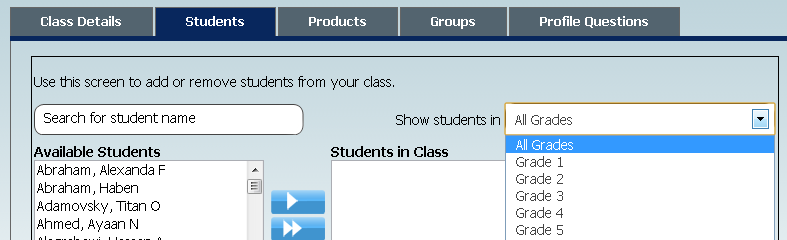 Class Details Students Products Groups Profile Questions
Use this screen to add or remove students from your class.
Search for student name
Show students in All Grades
Available Students
Abraham, Alexanda F
Abraham, Haben
Adamovsky, Titan O
Ahmed, Ayaan N
Students in Class
All Grades
Grade 1
Grade 2
Grade 3
Grade 4
Grade 5